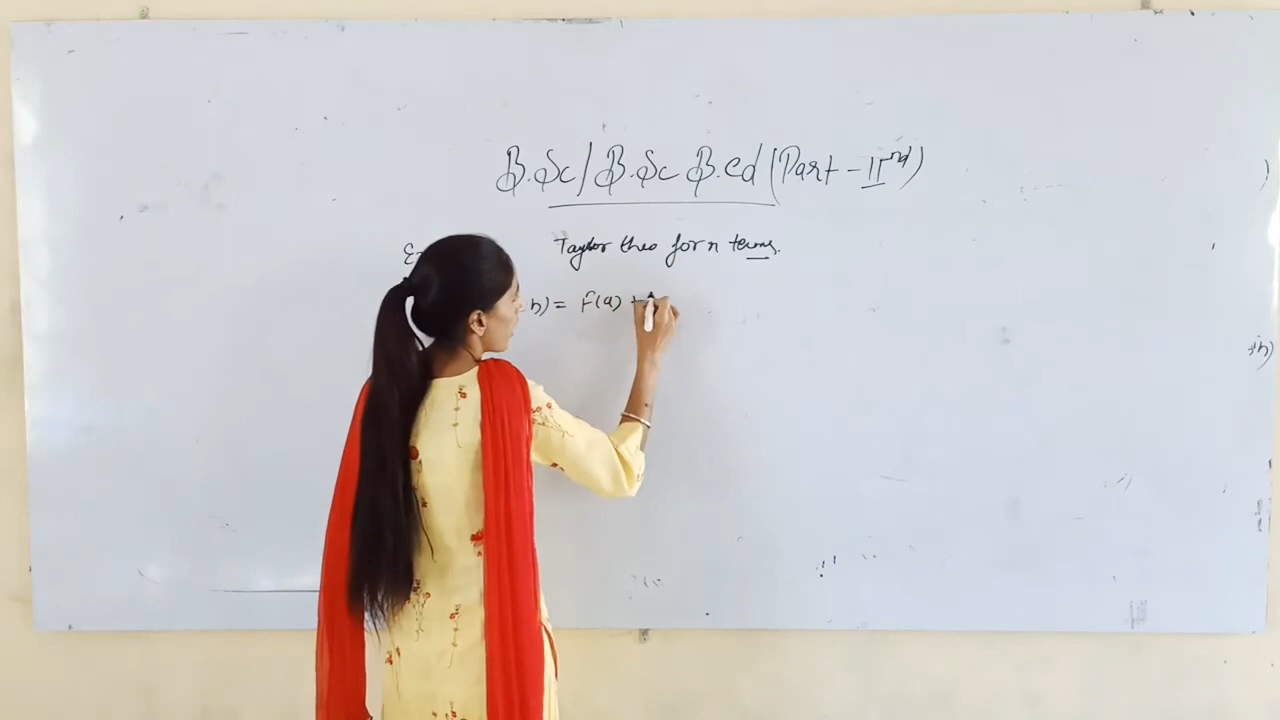 B.Sc/B.Sc B.Ed (Part - IInd)
Taylor theo for n terms.
h) = F(a) +